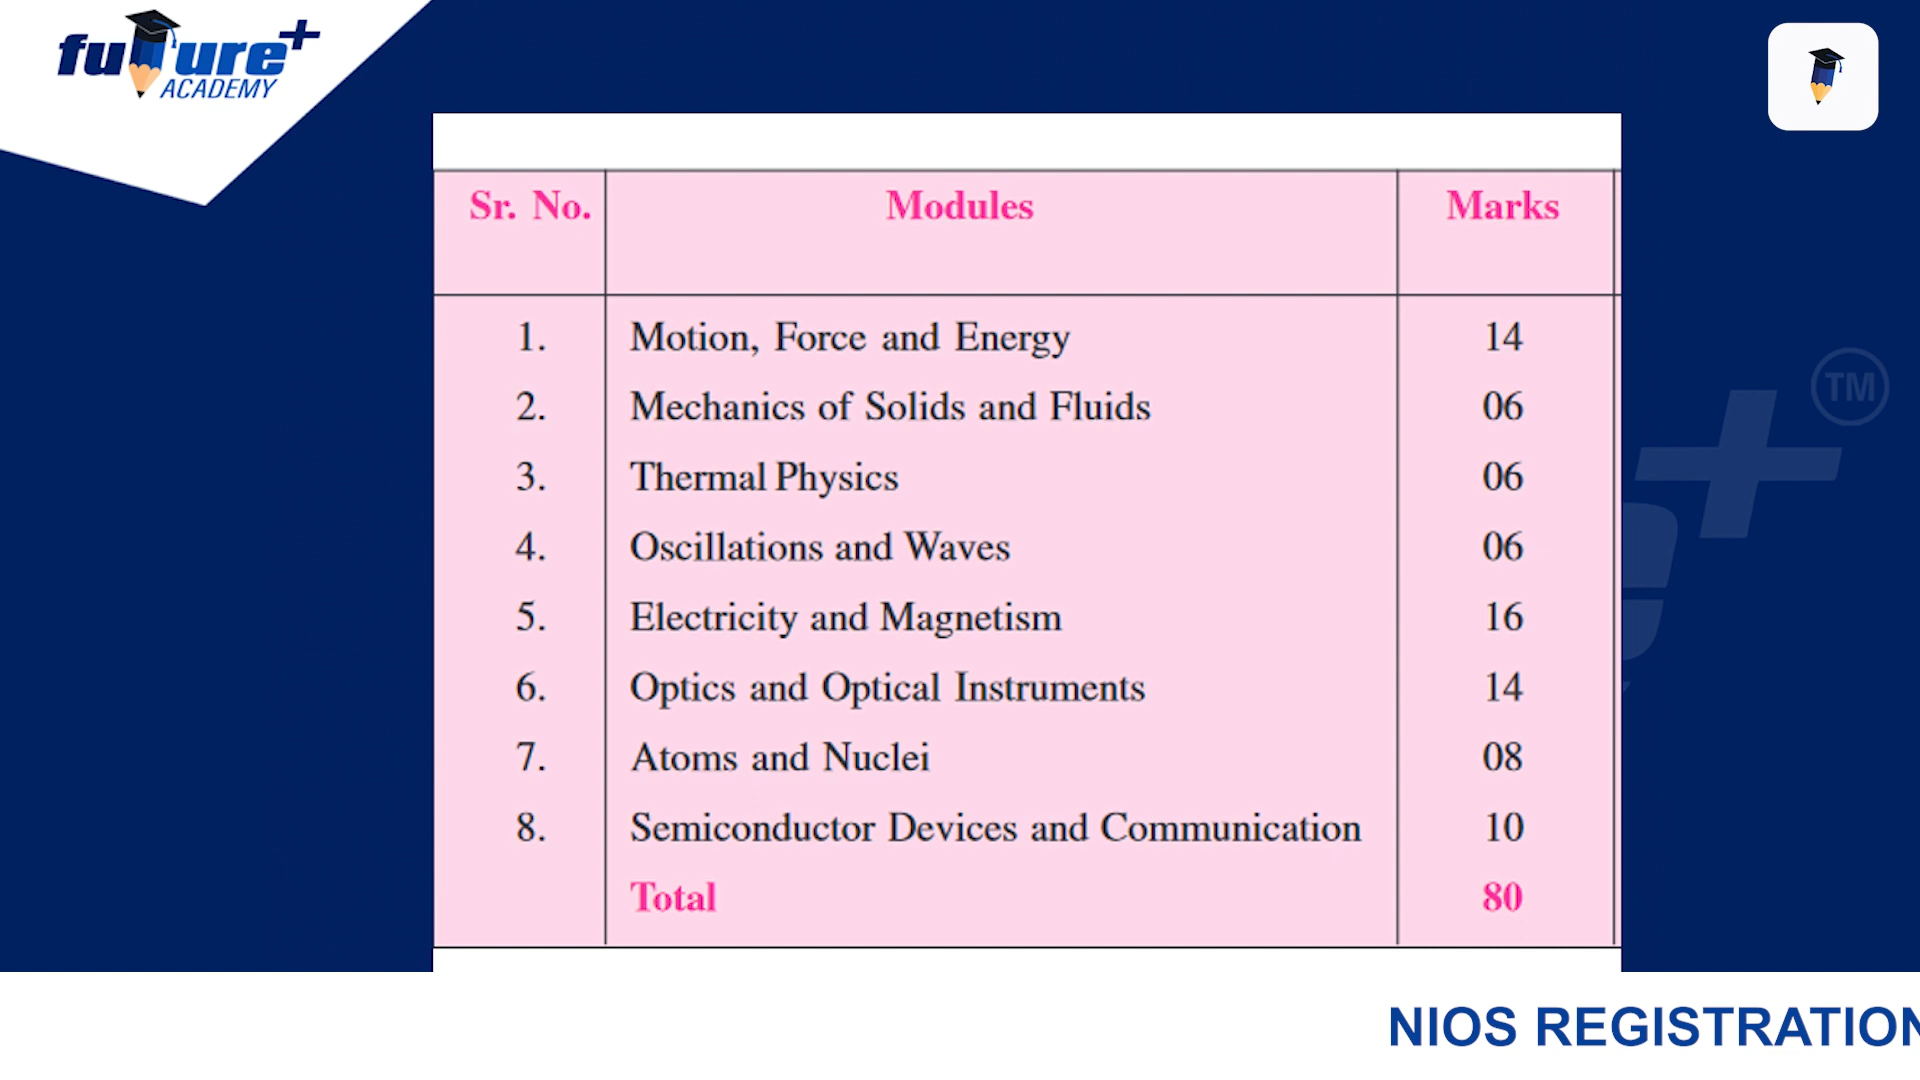 future+
ACADEMY
Sr. No. Modules Marks
1. Motion, Force and Energy 14
2. Mechanics of Solids and Fluids 06
3. Thermal Physics 06
4. Oscillations and Waves 06
5. Electricity and Magnetism 16
6. Optics and Optical Instruments 14
7. Atoms and Nuclei 08
8. Semiconductor Devices and Communication 10
Total 80
TM
e+
NIOS REGISTRATION